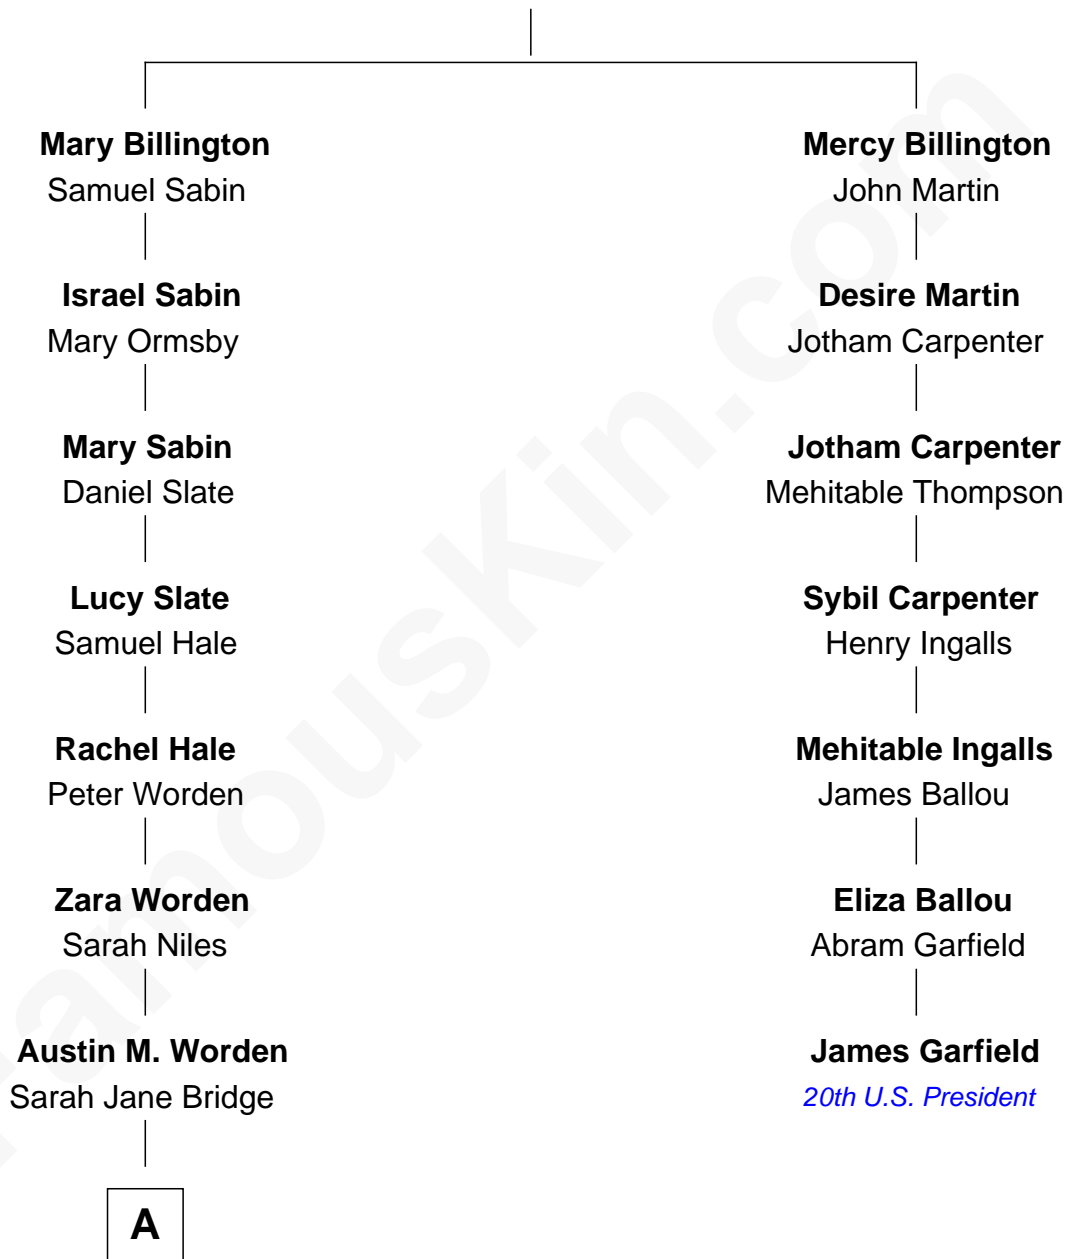 Mary Billington
Samuel Sabin
Israel Sabin
Mary Ormsby
Mary Sabin
Daniel Slate
Lucy Slate
Samuel Hale
Rachel Hale
Peter Worden
Zara Worden
Sarah Niles
Austin M. Worden
Sarah Jane Bridge
A
Mercy Billington
John Martin
Desire Martin
Jotham Carpenter
Jotham Carpenter
Mehitable Thompson
Sybil Carpenter
Henry Ingalls
Mehitable Ingalls
James Ballou
Eliza Ballou
Abram Garfield
James Garfield
20th U.S. President
FamousKin.com